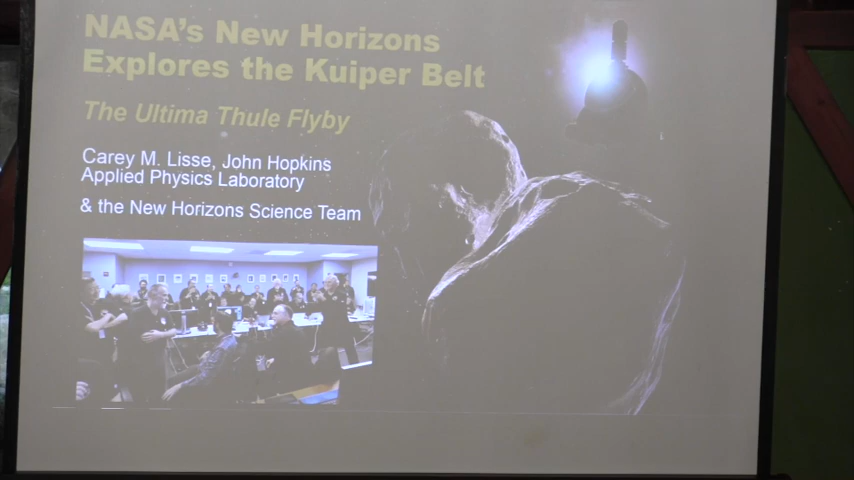 NASA's New Horizons
Explores the Kuiper Belt
The Ultima Thule Flyby
Carey M. Lisse, John Hopkins
Applied Physics Laboratory
& the New Horizons Science Team